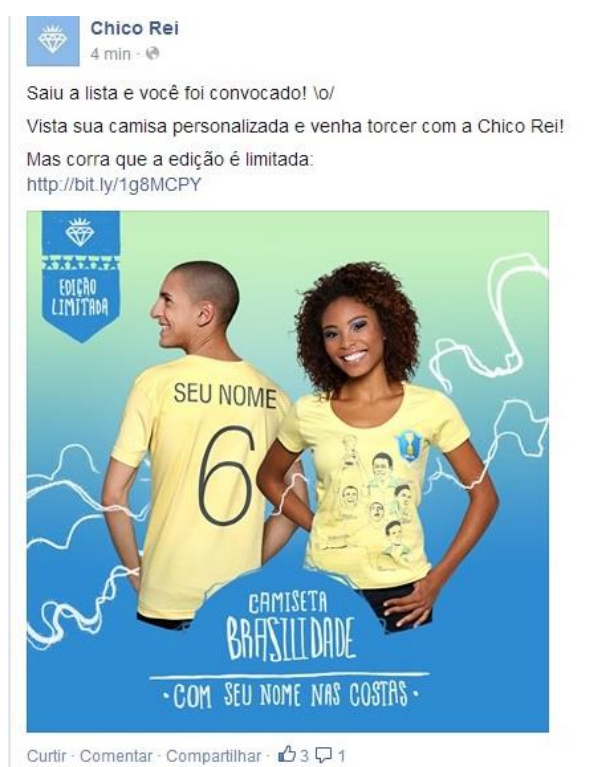 Chico Rei
4 min ·
Saiu a lista e você foi convocado! \o/
Vista sua camisa personalizada e venha torcer com a Chico Rei!
Mas corra que a edição é limitada:
http://bit.ly/1g8MCPY
EDIÇÃO
LIMITADA
SEU NOME
6
CAMISETA
BRASILIDADE
· COM SEU NOME NAS COSTAS ·
Curtir · Comentar · Compartilhar · 3 1